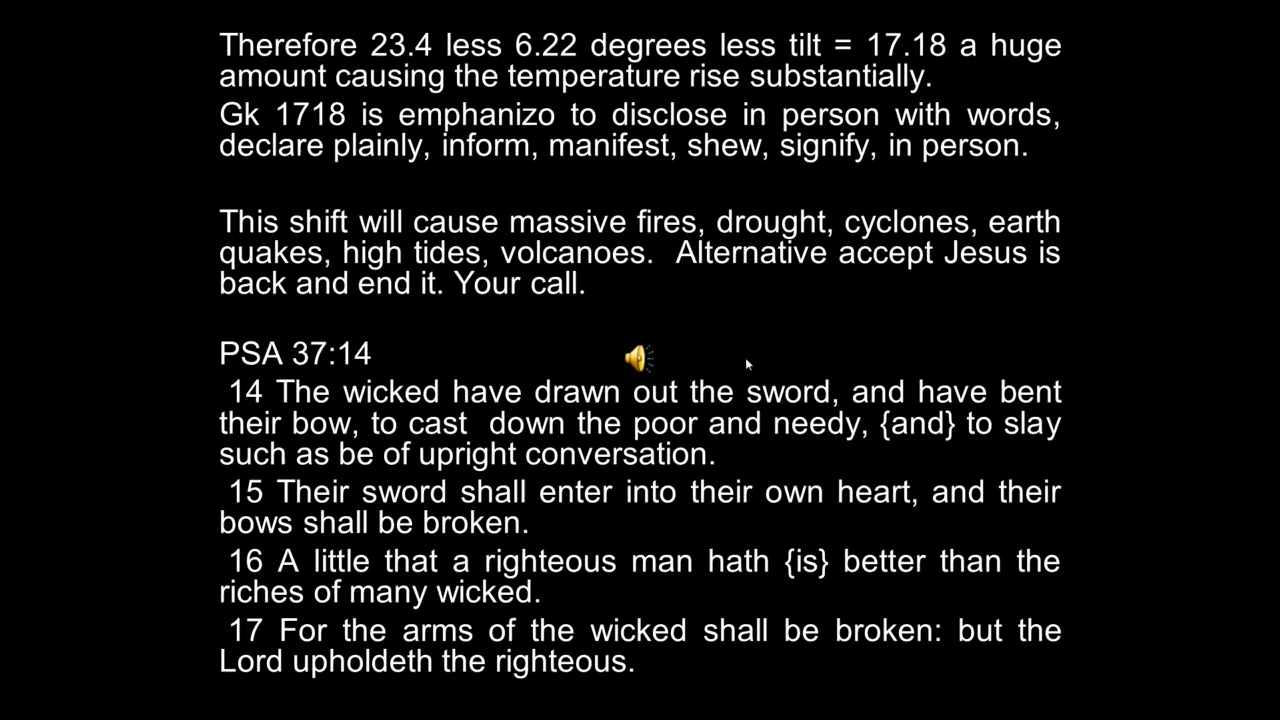 Therefore 23.4 less 6.22 degrees less tilt = 17.18 a huge
amount causing the temperature rise substantially.
Gk 1718 is emphanizo to disclose in person with words,
declare plainly, inform, manifest, shew, signify, in person.
This shift will cause massive fires, drought, cyclones, earth
quakes, high tides, volcanoes.  Alternative accept Jesus is
back and end it. Your call.
PSA 37:14
14 The wicked have drawn out the sword, and have bent
their bow, to cast  down the poor and needy, {and} to slay
such as be of upright conversation.
15 Their sword shall enter into their own heart, and their
bows shall be broken.
16 A little that a righteous man hath {is} better than the
riches of many wicked.
17 For the arms of the wicked shall be broken: but the
Lord upholdeth the righteous.